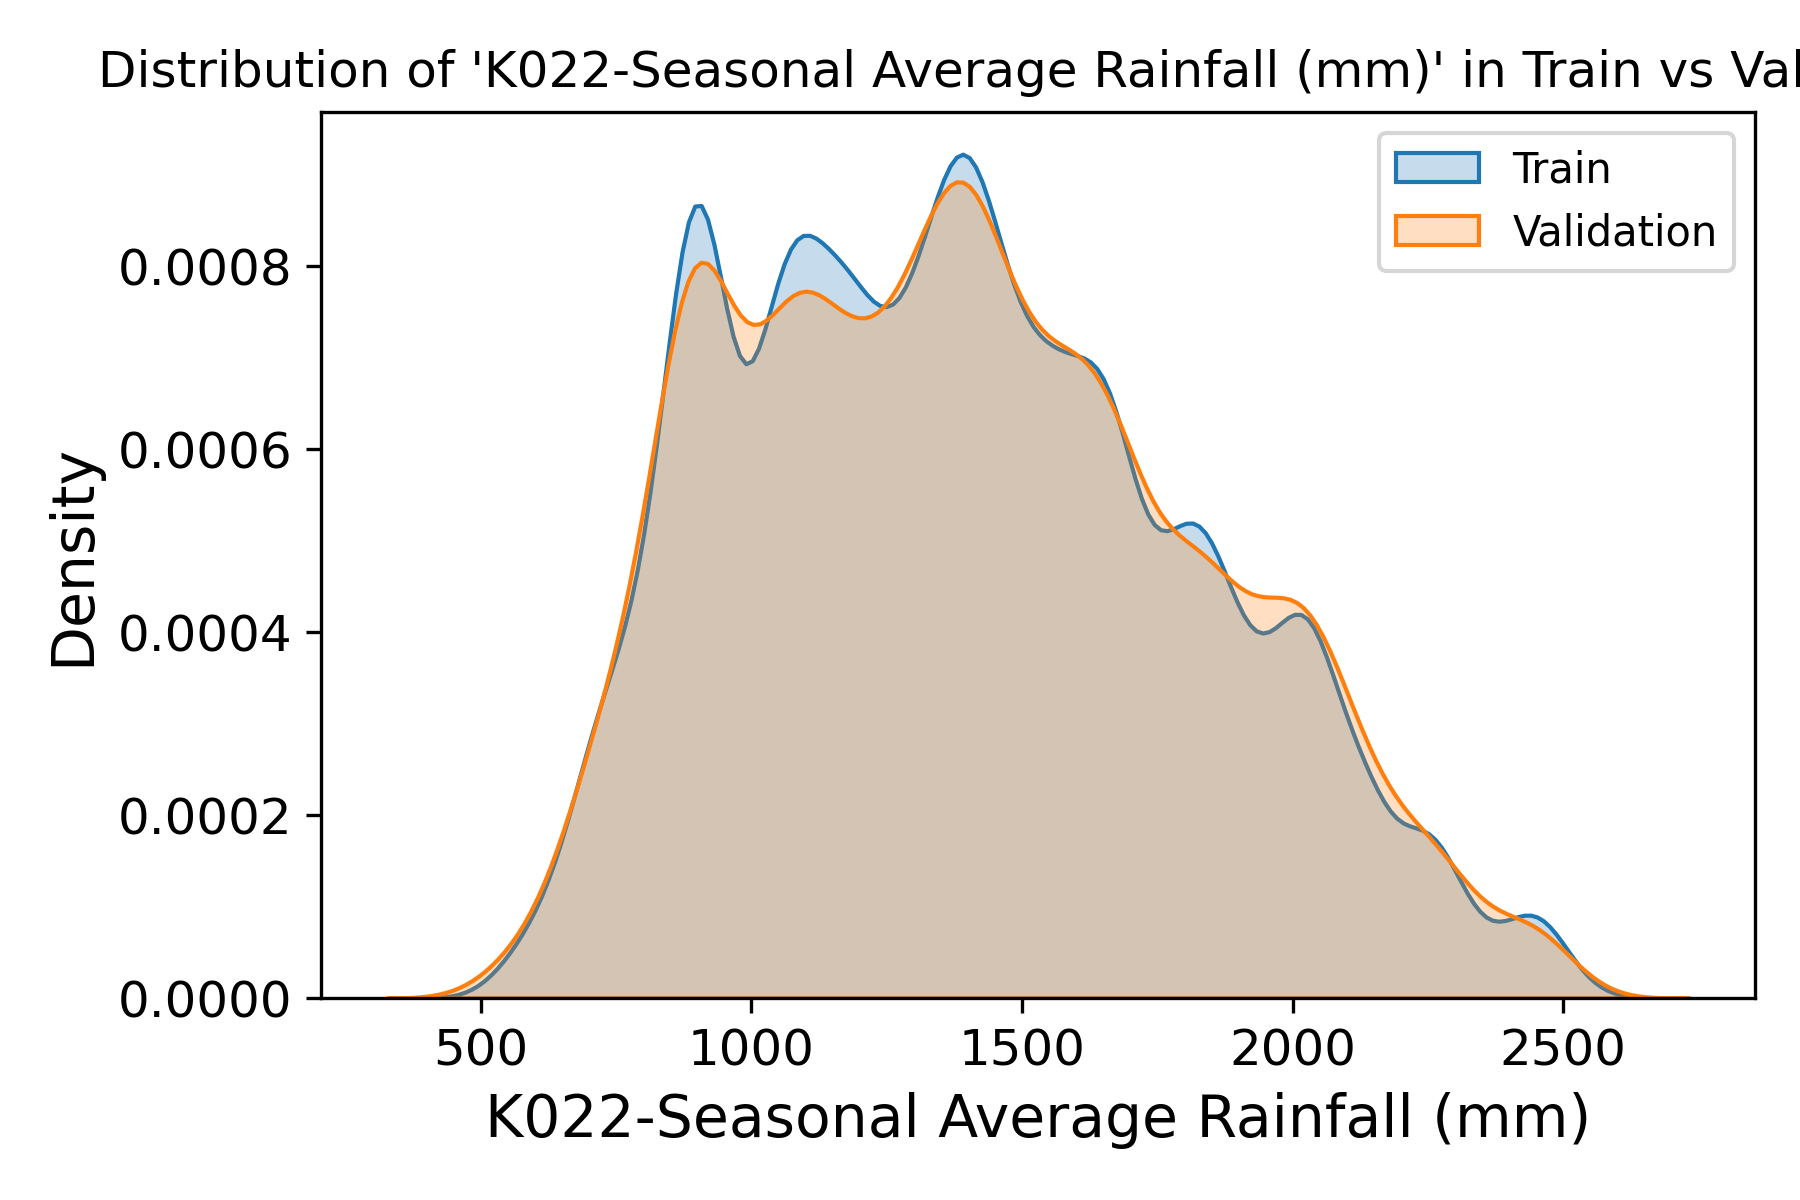 Distribution of 'K022-Seasonal Average Rainfall (mm)' in Train vs Val
Train
Validation
Density
0.0008
0.0006
0.0004
0.0002
0.0000
500 1000 1500 2000 2500
K022-Seasonal Average Rainfall (mm)